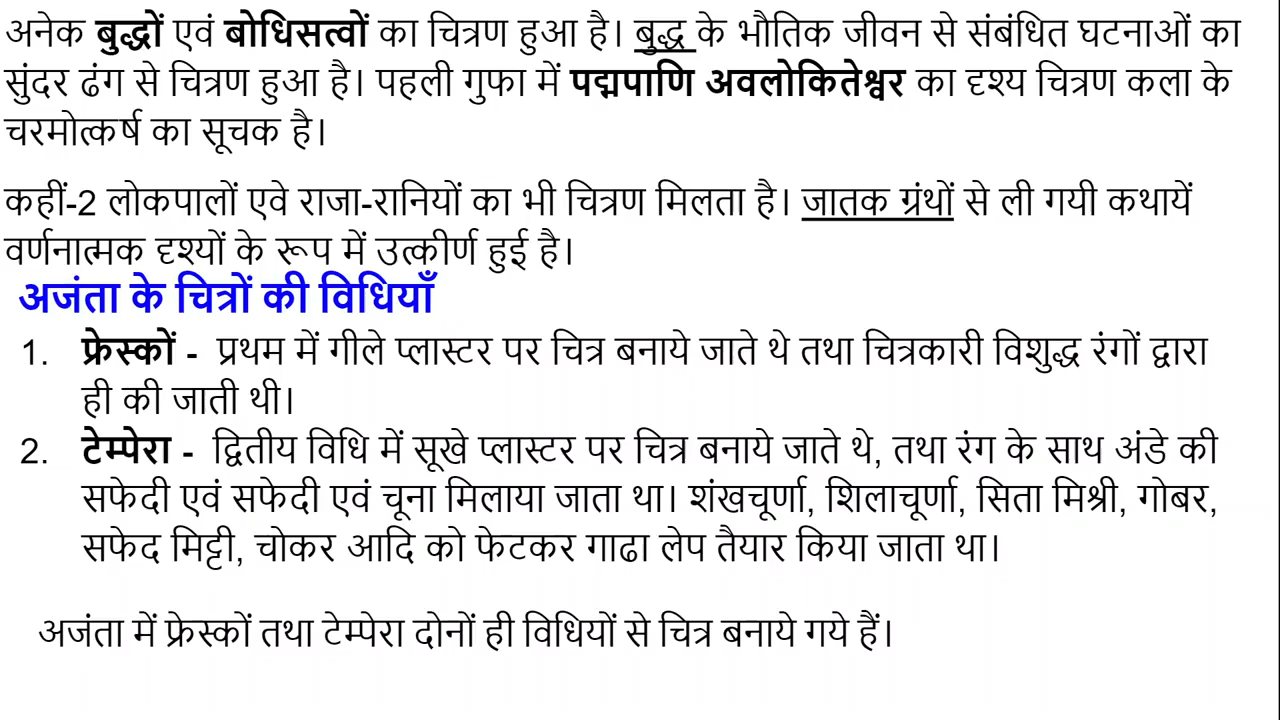 अनेक बुद्धों एवं बोधिसत्वों का चित्रण हुआ है। बुद्ध के भौतिक जीवन से संबंधित घटनाओं का
सुंदर ढंग से चित्रण हुआ है। पहली गुफा में पद्मपाणि अवलोकितेश्वर का दृश्य चित्रण कला के
चरमोत्कर्ष का सूचक है।
कहीं-2 लोकपालों एवे राजा-रानियों का भी चित्रण मिलता है। जातक ग्रंथों से ली गयी कथायें
वर्णनात्मक दृश्यों के रूप में उत्कीर्ण हुई है।
अजंता के चित्रों की विधियाँ
1. फ्रेस्कों - प्रथम में गीले प्लास्टर पर चित्र बनाये जाते थे तथा चित्रकारी विशुद्ध रंगों द्वारा
ही की जाती थी।
2. टेम्पेरा - द्वितीय विधि में सूखे प्लास्टर पर चित्र बनाये जाते थे, तथा रंग के साथ अंडे की
सफेदी एवं सफेदी एवं चूना मिलाया जाता था। शंखचूर्णा, शिलाचूर्णा, सिता मिश्री, गोबर,
सफेद मिट्टी, चोकर आदि को फेटकर गाढा लेप तैयार किया जाता था।
अजंता में फ्रेस्कों तथा टेम्पेरा दोनों ही विधियों से चित्र बनाये गये हैं।